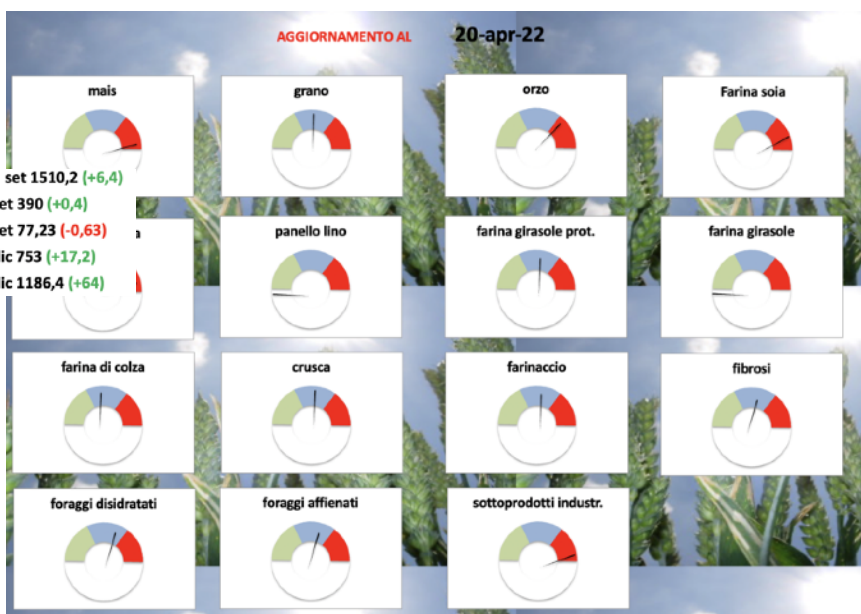 AGGIORNAMENTO AL 20-apr-22
mais grano orzo Farina soia
set 1510,2 (+6,4)
et 390 (+0,4)
et 77,23 (-0,63)
ic 753 (+17,2)
ic 1186,4 (+64)
a panello lino farina girasole prot. farina girasole
farina di colza crusca farinaccio fibrosi
foraggi disidratati foraggi affienati sottoprodotti industr.